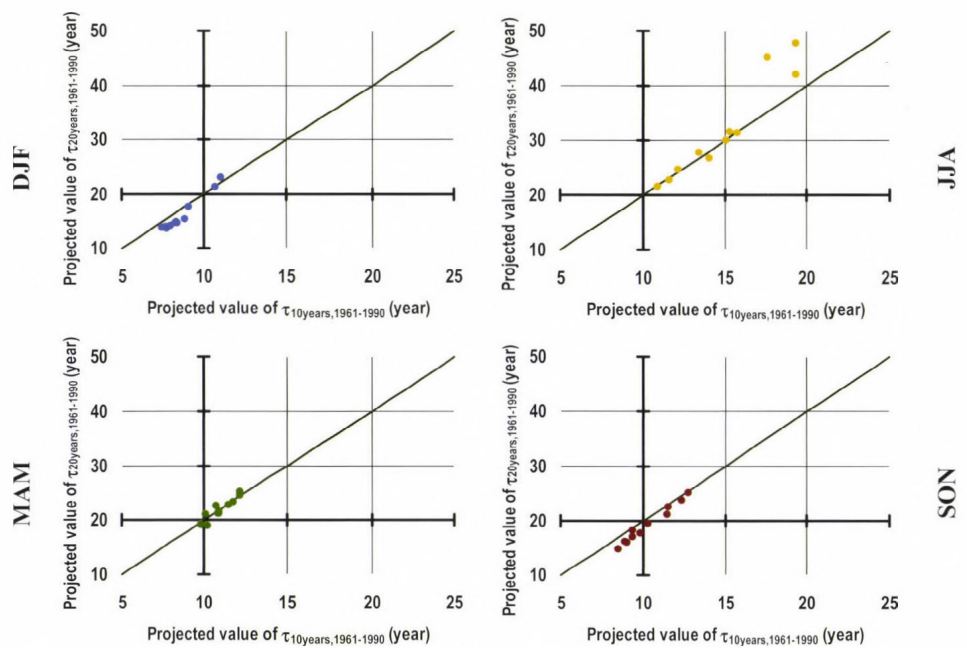 DJF
Projected value of τ20years,1961-1990 (year)
50
40
30
20
10
5 10 15 20 25
Projected value of τ10years,1961-1990 (year)
JJA
Projected value of τ20years,1961-1990 (year)
50
40
30
20
10
5 10 15 20 25
Projected value of τ10years,1961-1990 (year)
MAM
Projected value of τ20years,1961-1990 (year)
50
40
30
20
10
5 10 15 20 25
Projected value of τ10years,1961-1990 (year)
SON
Projected value of τ20years,1961-1990 (year)
50
40
30
20
10
5 10 15 20 25
Projected value of τ10years,1961-1990 (year)